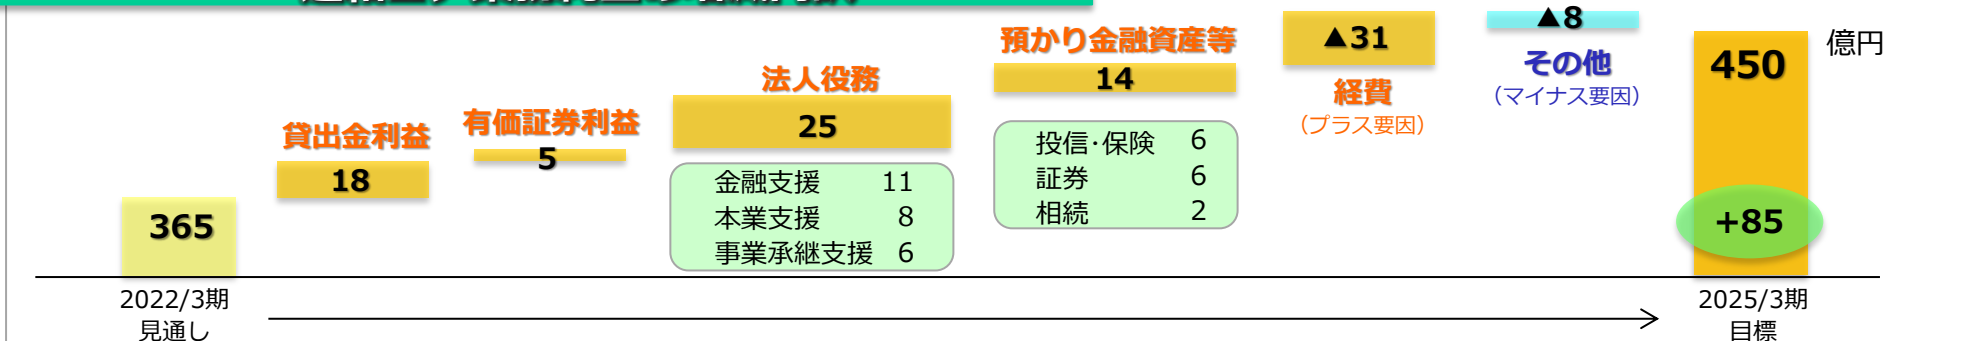 365
2022/3期
見通し
貸出金利益
18
有価証券利益
5
法人役務
25
金融支援 11
本業支援 8
事業承継支援 6
預かり金融資産等
14
投信・保険 6
証券 6
相続 2
▲31
経費
（プラス要因）
▲8
その他
（マイナス要因）
億円
450
+85
2025/3期
目標